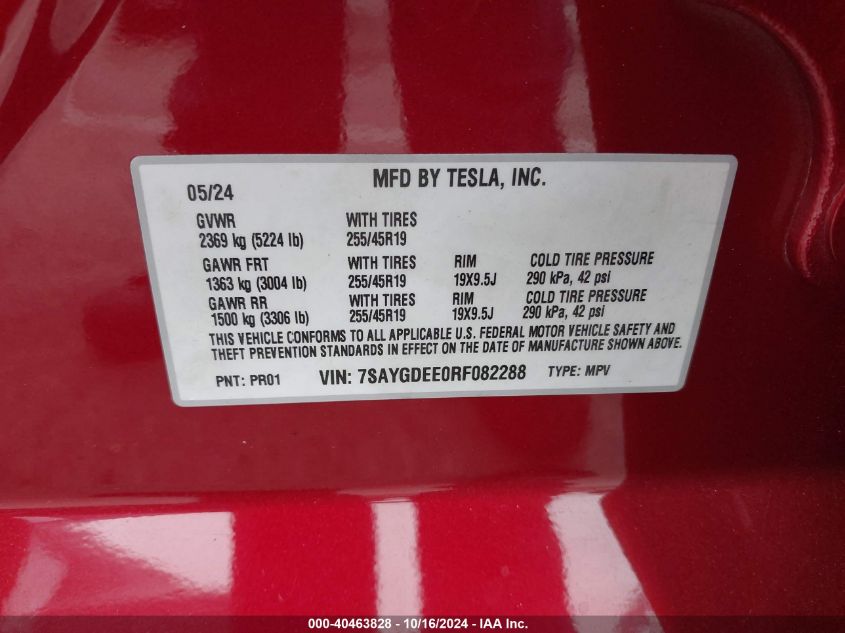 05/24 MFD BY TESLA, INC.
GVWR WITH TIRES
2369 kg (5224 lb) 255/45R19
GAWR FRT WITH TIRES RIM COLD TIRE PRESSURE
1363 kg (3004 lb) 255/45R19 19X9.5J 290 kPa, 42 psi
GAWR RR WITH TIRES RIM COLD TIRE PRESSURE
1500 kg (3306 lb) 255/45R19 19X9.5J 290 kPa, 42 psi
THIS VEHICLE CONFORMS TO ALL APPLICABLE U.S. FEDERAL MOTOR VEHICLE SAFETY AND
THEFT PREVENTION STANDARDS IN EFFECT ON THE DATE OF MANUFACTURE SHOWN ABOVE.
PNT: PR01 VIN: 7SAYGDEE0RF082288 TYPE: MPV
000-40463828 - 10/16/2024 - IAA Inc.